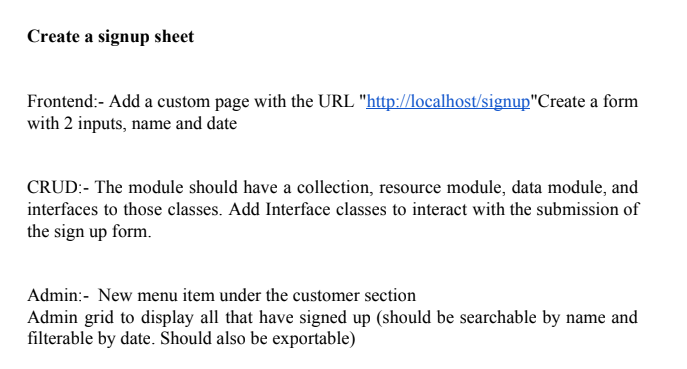 Create a signup sheet
Frontend:- Add a custom page with the URL "http://localhost/signup"Create a form
with 2 inputs, name and date
CRUD:- The module should have a collection, resource module, data module, and
interfaces to those classes. Add Interface classes to interact with the submission of
the sign up form.
Admin:- New menu item under the customer section
Admin grid to display all that have signed up (should be searchable by name and
filterable by date. Should also be exportable)